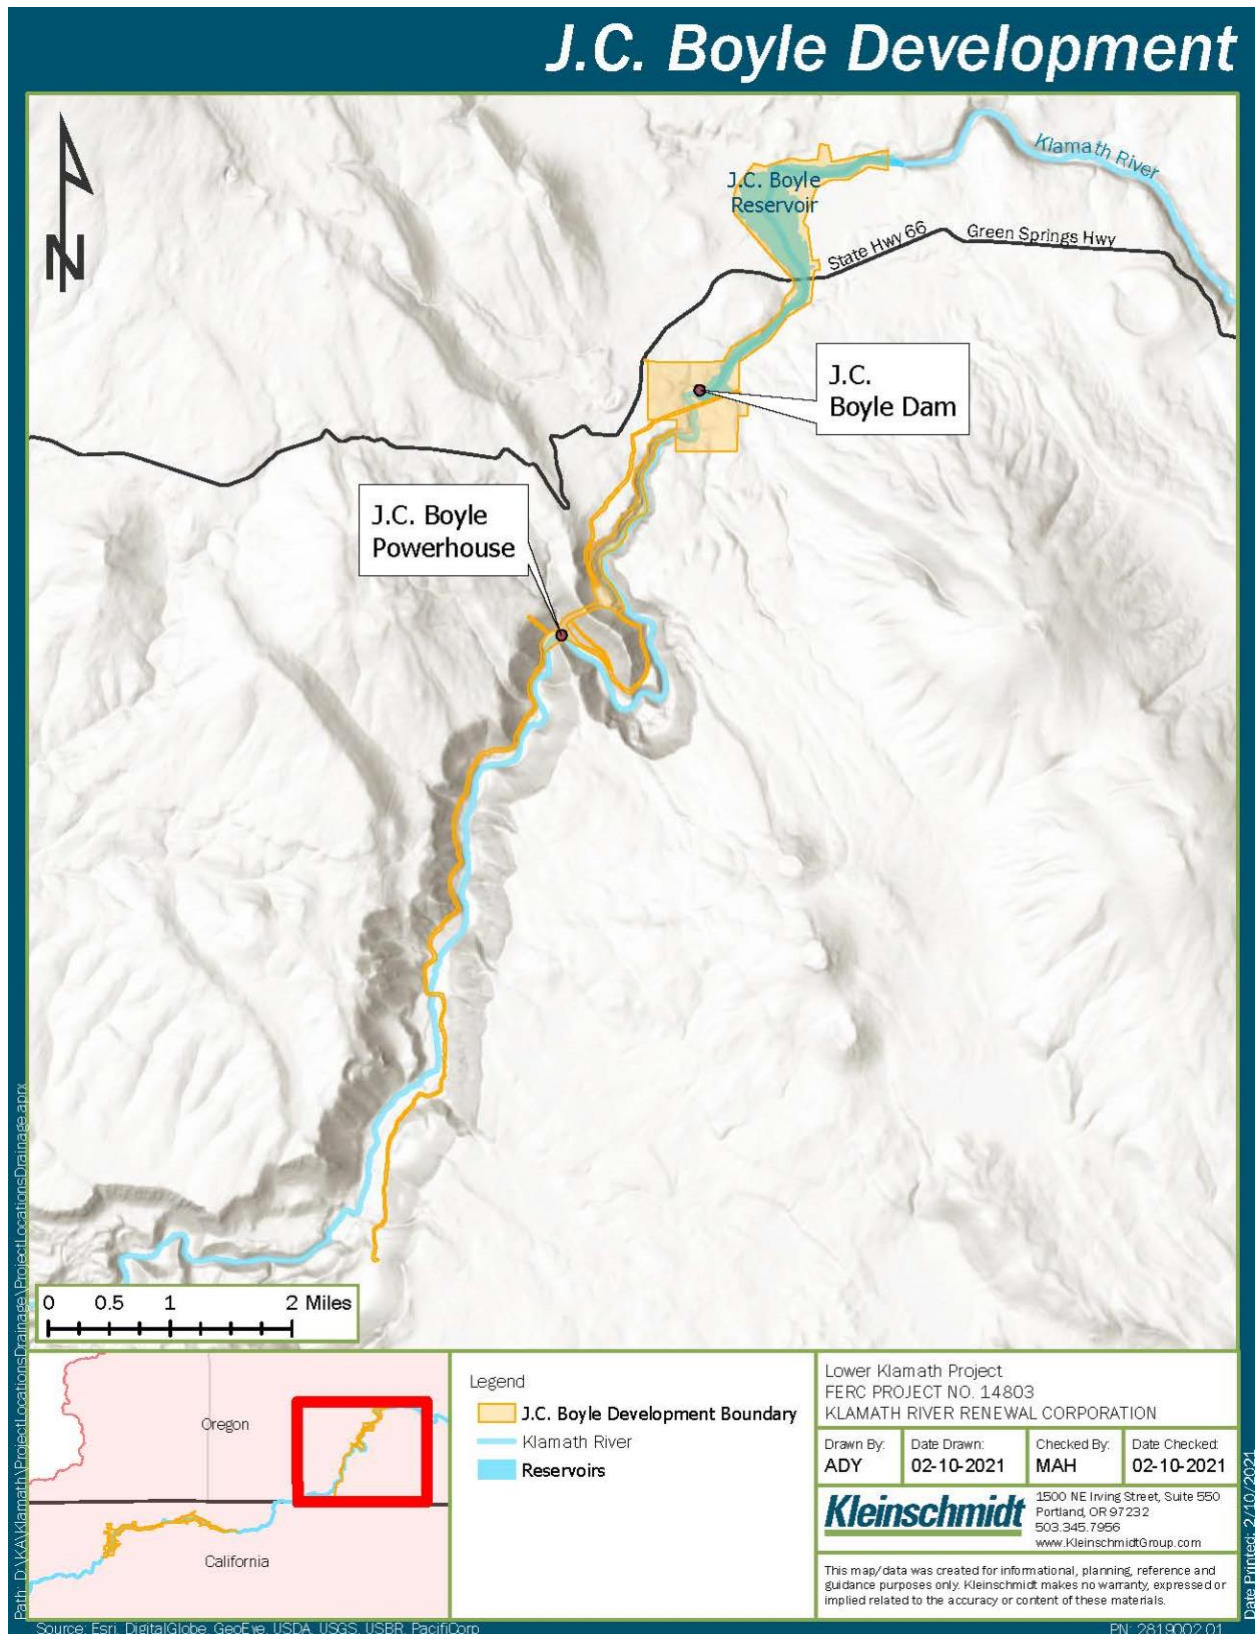 J.C. Boyle Development
N
Klamath River
J.C. Boyle
Reservoir
State Hwy 66
Green Springs Hwy
J.C.
Boyle Dam
J.C. Boyle
Powerhouse
0 0.5 1 2 Miles
Oregon
California
Legend
J.C. Boyle Development Boundary
Klamath River
Reservoirs
Lower Klamath Project
FERC PROJECT NO. 14803
KLAMATH RIVER RENEWAL CORPORATION
Drawn By:
ADY
Date Drawn:
02-10-2021
Checked By:
MAH
Date Checked:
02-10-2021
Kleinschmidt
1500 NE Irving Street, Suite 550
Portland, OR 97232
503.345.7956
www.KleinschmidtGroup.com
This map/data was created for informational, planning, reference and
guidance purposes only. Kleinschmidt makes no warranty, expressed or
implied related to the accuracy or content of these materials.
Path: D:\KA\Klamath\ProjectLocationsDrainage\ProjectLocationsDrainage.aprx
Date Printed: 2/10/2021
Source: Esri, DigitalGlobe, GeoEye, USDA, USGS, USBR, PacifiCorp
PN: 2819002.01